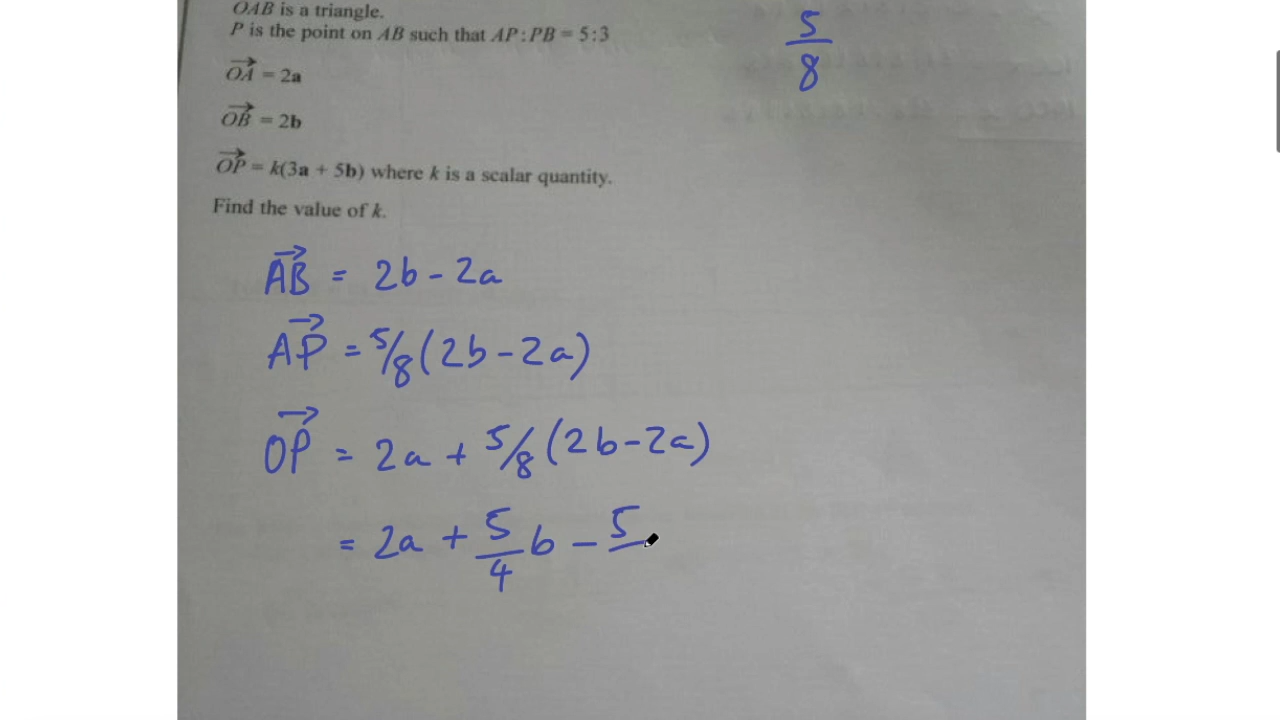 OAB is a triangle.
P is the point on AB such that AP : PB = 5 : 3
5/8
OA = 2a
OB = 2b
OP = k(3a + 5b) where k is a scalar quantity.
Find the value of k.
AB = 2b - 2a
AP = 5/8(2b - 2a)
OP = 2a + 5/8(2b - 2a)
= 2a + 5/4 b - 5